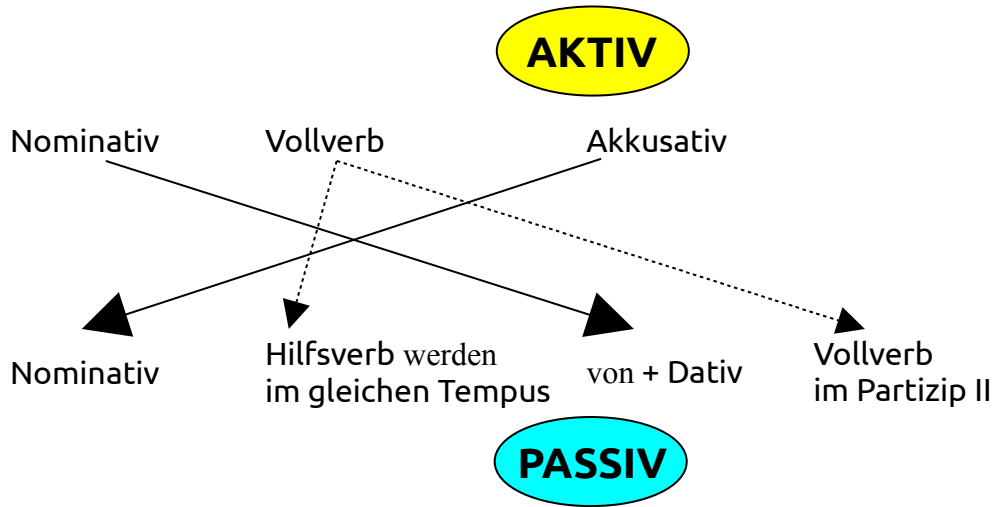 AKTIV
Nominativ Vollverb Akkusativ
Nominativ Hilfsverb werden von + Dativ Vollverb
im gleichen Tempus im Partizip II
PASSIV